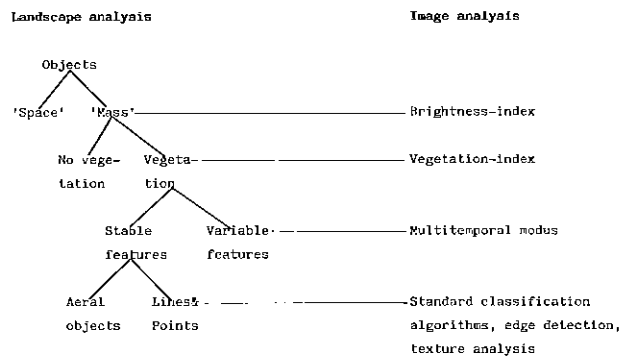 Landscape analysis Image analysis
Objects
'Space' 'Mass' Brightness-index
No vege- Vegeta- Vegetation-index
tation tion
Stable Variable Multitemporal modus
features features
Aeral Lines& Standard classification
objects Points algorithms, edge detection,
texture analysis